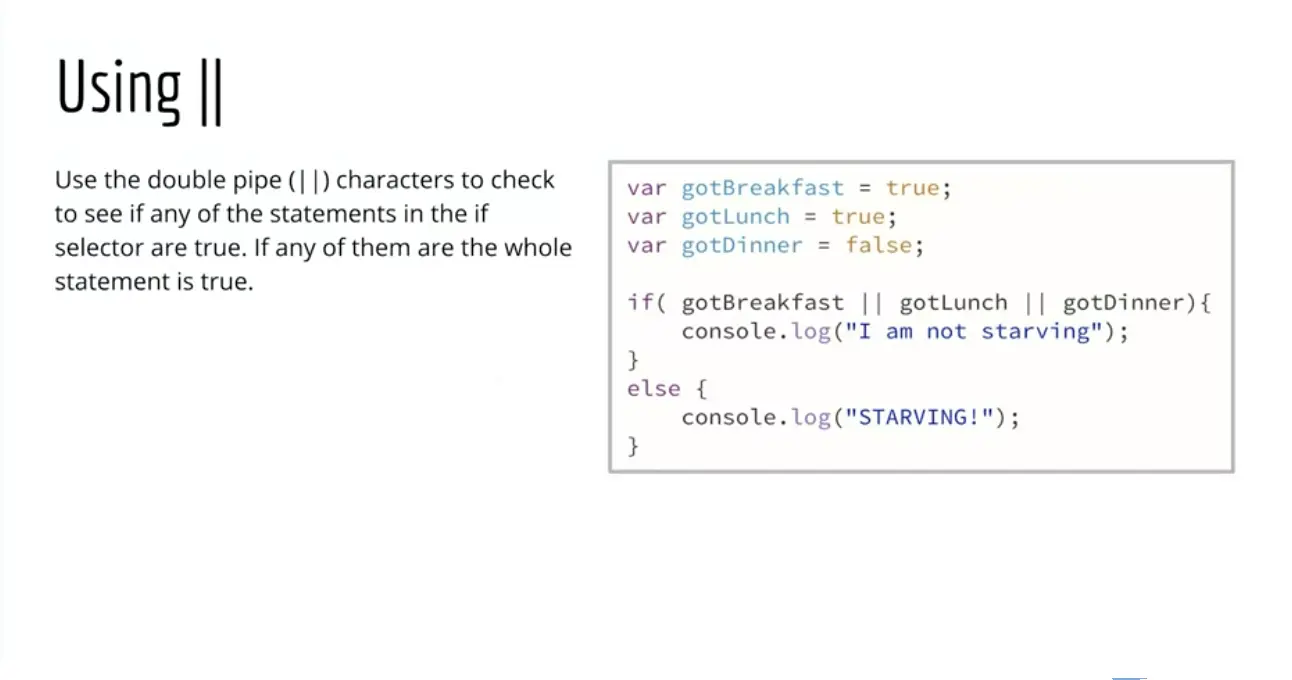 Using ||
Use the double pipe (||) characters to check
to see if any of the statements in the if
selector are true. If any of them are the whole
statement is true.
var gotBreakfast = true;
var gotLunch = true;
var gotDinner = false;
if( gotBreakfast || gotLunch || gotDinner){
    console.log("I am not starving");
}
else {
    console.log("STARVING!");
}